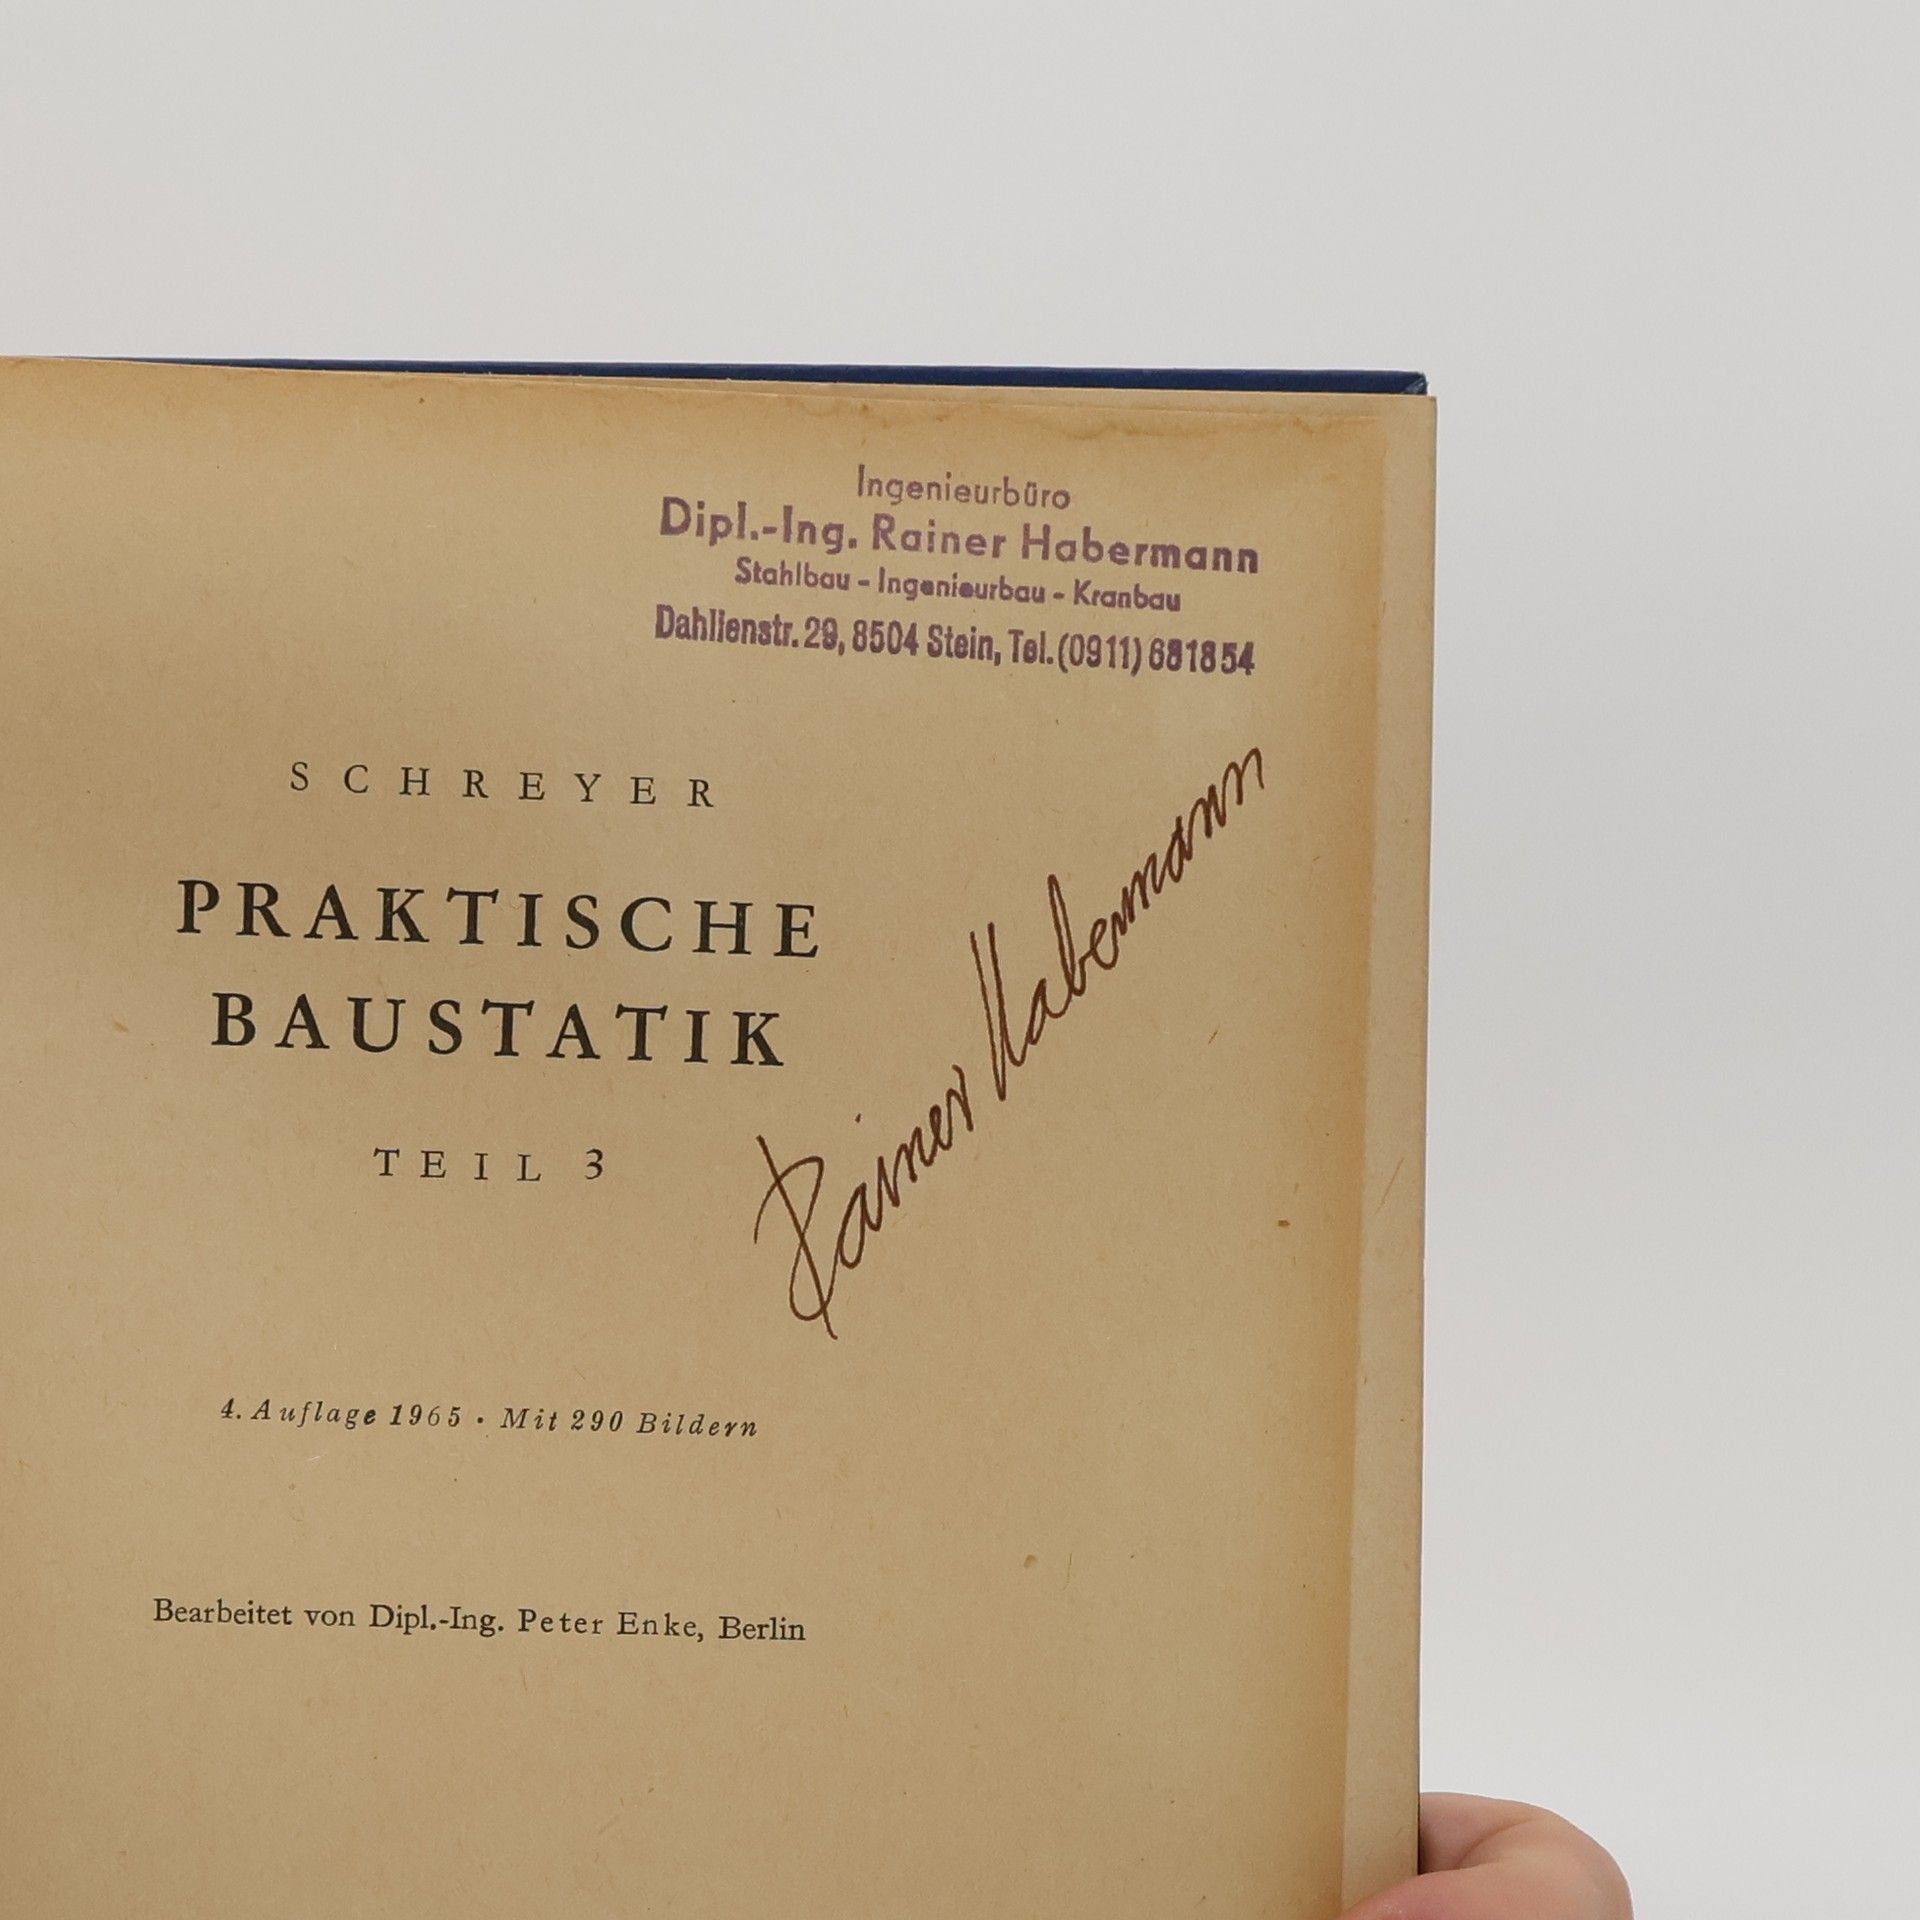 Ingenieurbüro
Dipl.-Ing. Rainer Habermann
Stahlbau - Ingenieurbau - Kranbau
Dahlienstr. 29, 8504 Stein, Tel. (0911) 681854
SCHREYER
PRAKTISCHE
BAUSTATIK
TEIL 3
Rainer Habermann
4. Auflage 1965 · Mit 290 Bildern
Bearbeitet von Dipl.-Ing. Peter Enke, Berlin